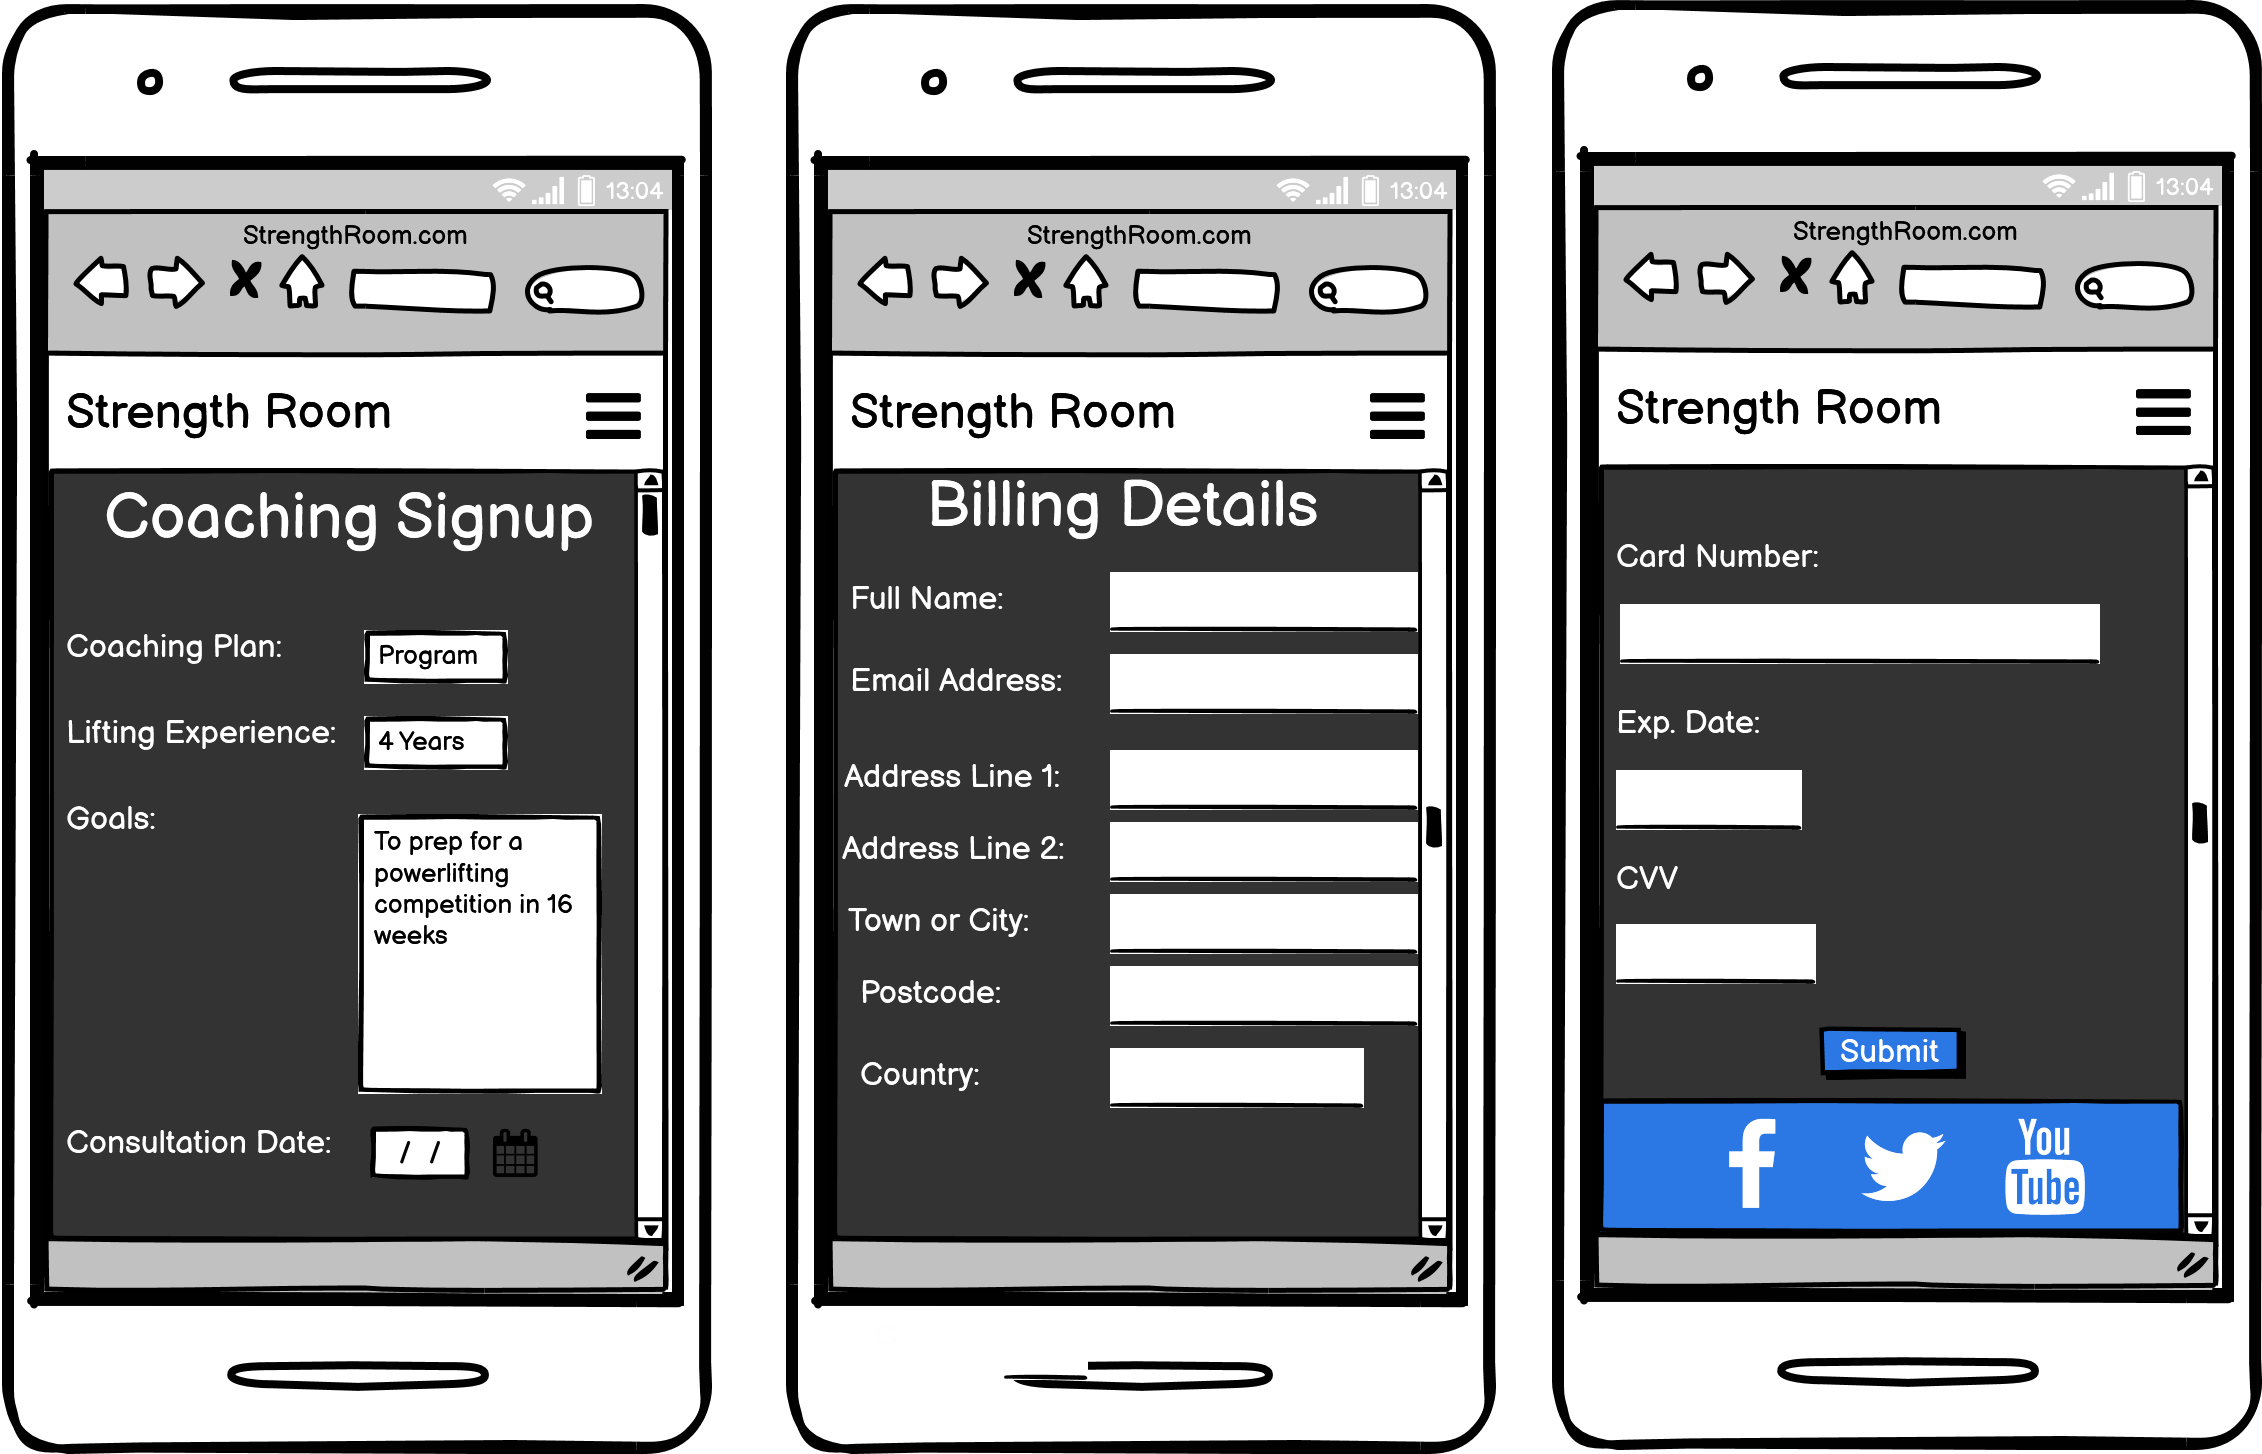 13:04
StrengthRoom.com
Strength Room
Coaching Signup
Coaching Plan: Program
Lifting Experience: 4 Years
Goals:
To prep for a
powerlifting
competition in 16
weeks
Consultation Date: / /
13:04
StrengthRoom.com
Strength Room
Billing Details
Full Name:
Email Address:
Address Line 1:
Address Line 2:
Town or City:
Postcode:
Country:
13:04
StrengthRoom.com
Strength Room
Card Number:
Exp. Date:
CVV
Submit
You
Tube